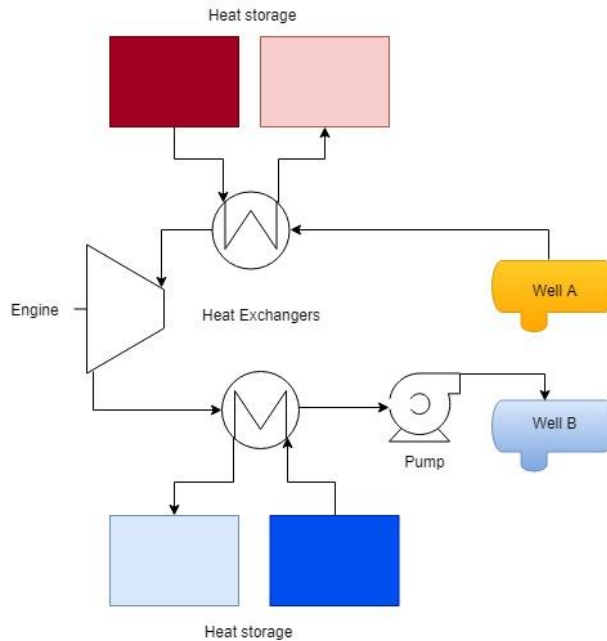 Heat storage
Well A
Engine
Heat Exchangers
Well B
Pump
Heat storage